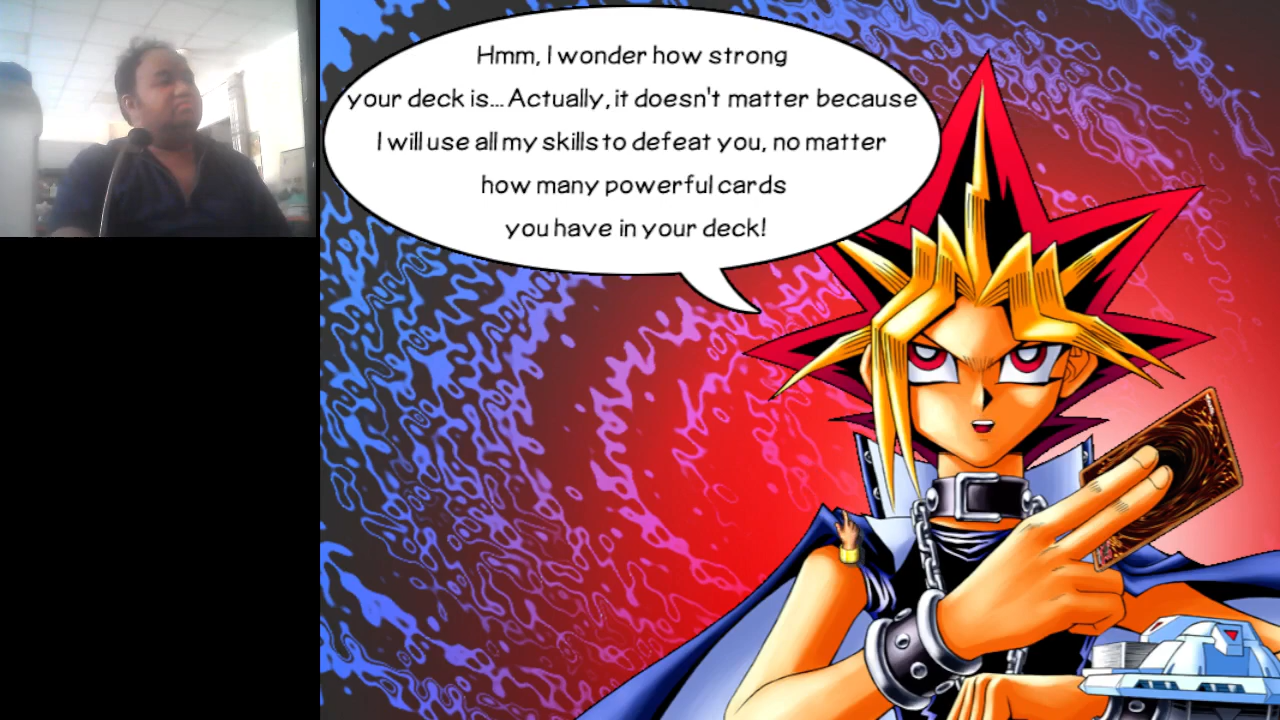 Hmm, I wonder how strong
your deck is... Actually, it doesn't matter because
I will use all my skills to defeat you, no matter
how many powerful cards
you have in your deck!